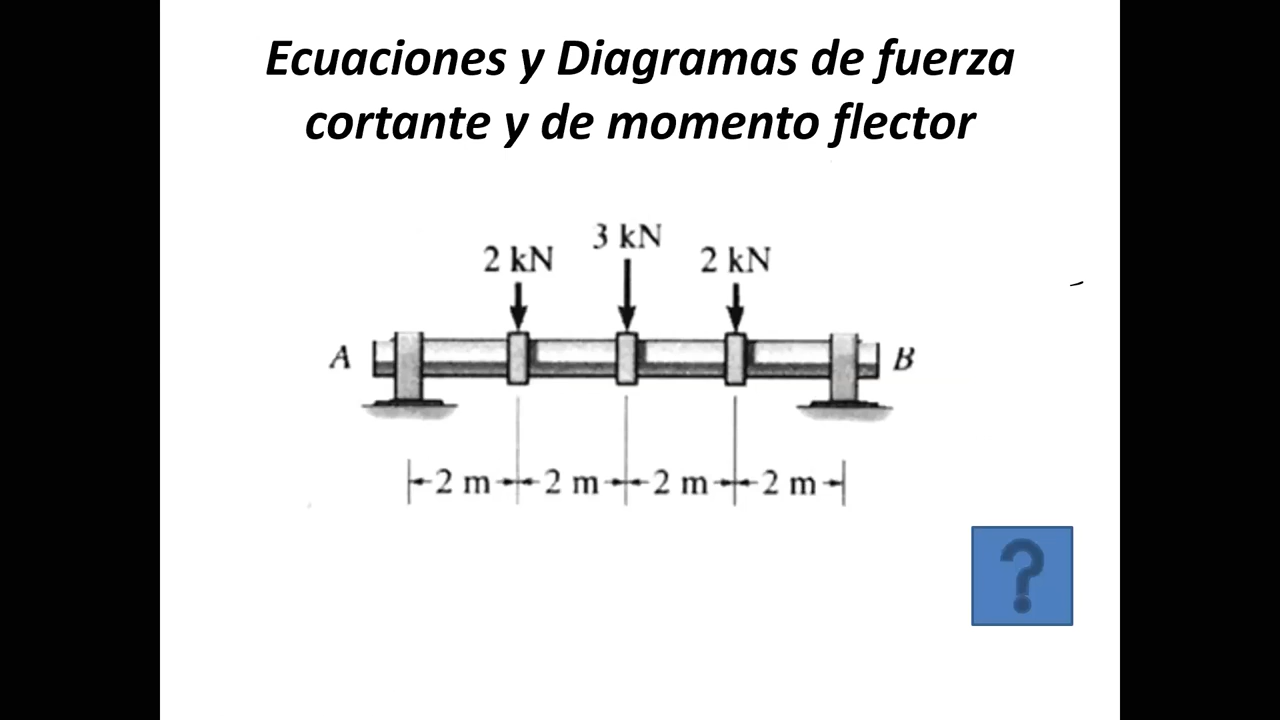 Ecuaciones y Diagramas de fuerza
cortante y de momento flector
3 kN
2 kN
2 kN
A
B
2 m 2 m 2 m 2 m
?